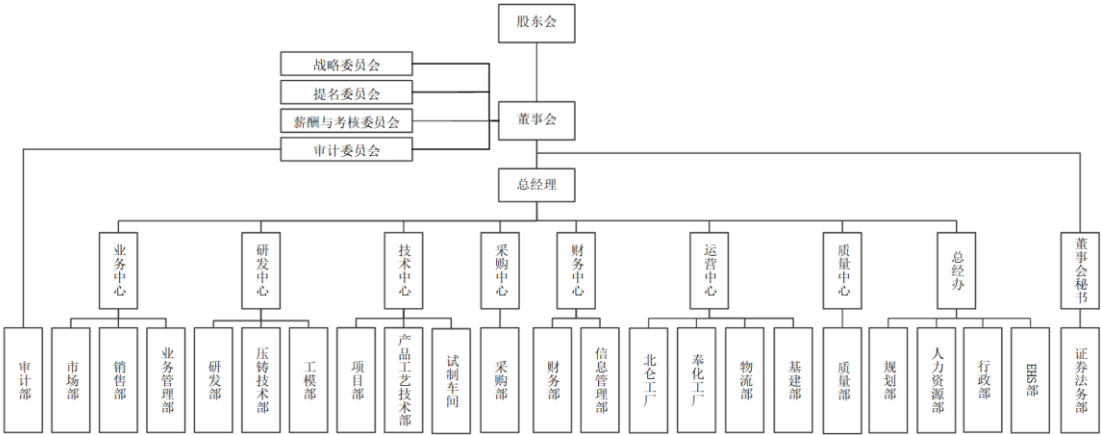 股东会
战略委员会
提名委员会
薪酬与考核委员会
审计委员会
董事会
总经理
业务中心
研发中心
技术中心
采购中心
财务中心
运营中心
质量中心
总经办
董事会秘书
审计部
市场部
销售部
业务管理部
研发部
压铸技术部
工模部
项目部
产品工艺技术部
试制车间
采购部
财务部
信息管理部
北仑工厂
奉化工厂
物流部
基建部
质量部
规划部
人力资源部
行政部
EHS部
证券法务部